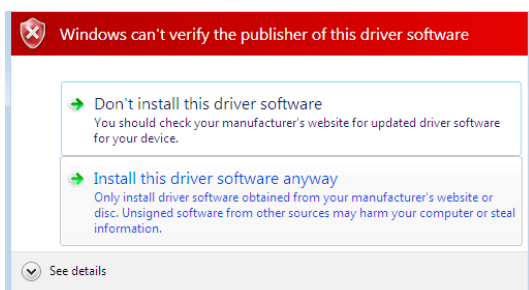 Windows can't verify the publisher of this driver software
Don't install this driver software
You should check your manufacturer's website for updated driver software
for your device.
Install this driver software anyway
Only install driver software obtained from your manufacturer's website or
disc. Unsigned software from other sources may harm your computer or steal
information.
See details